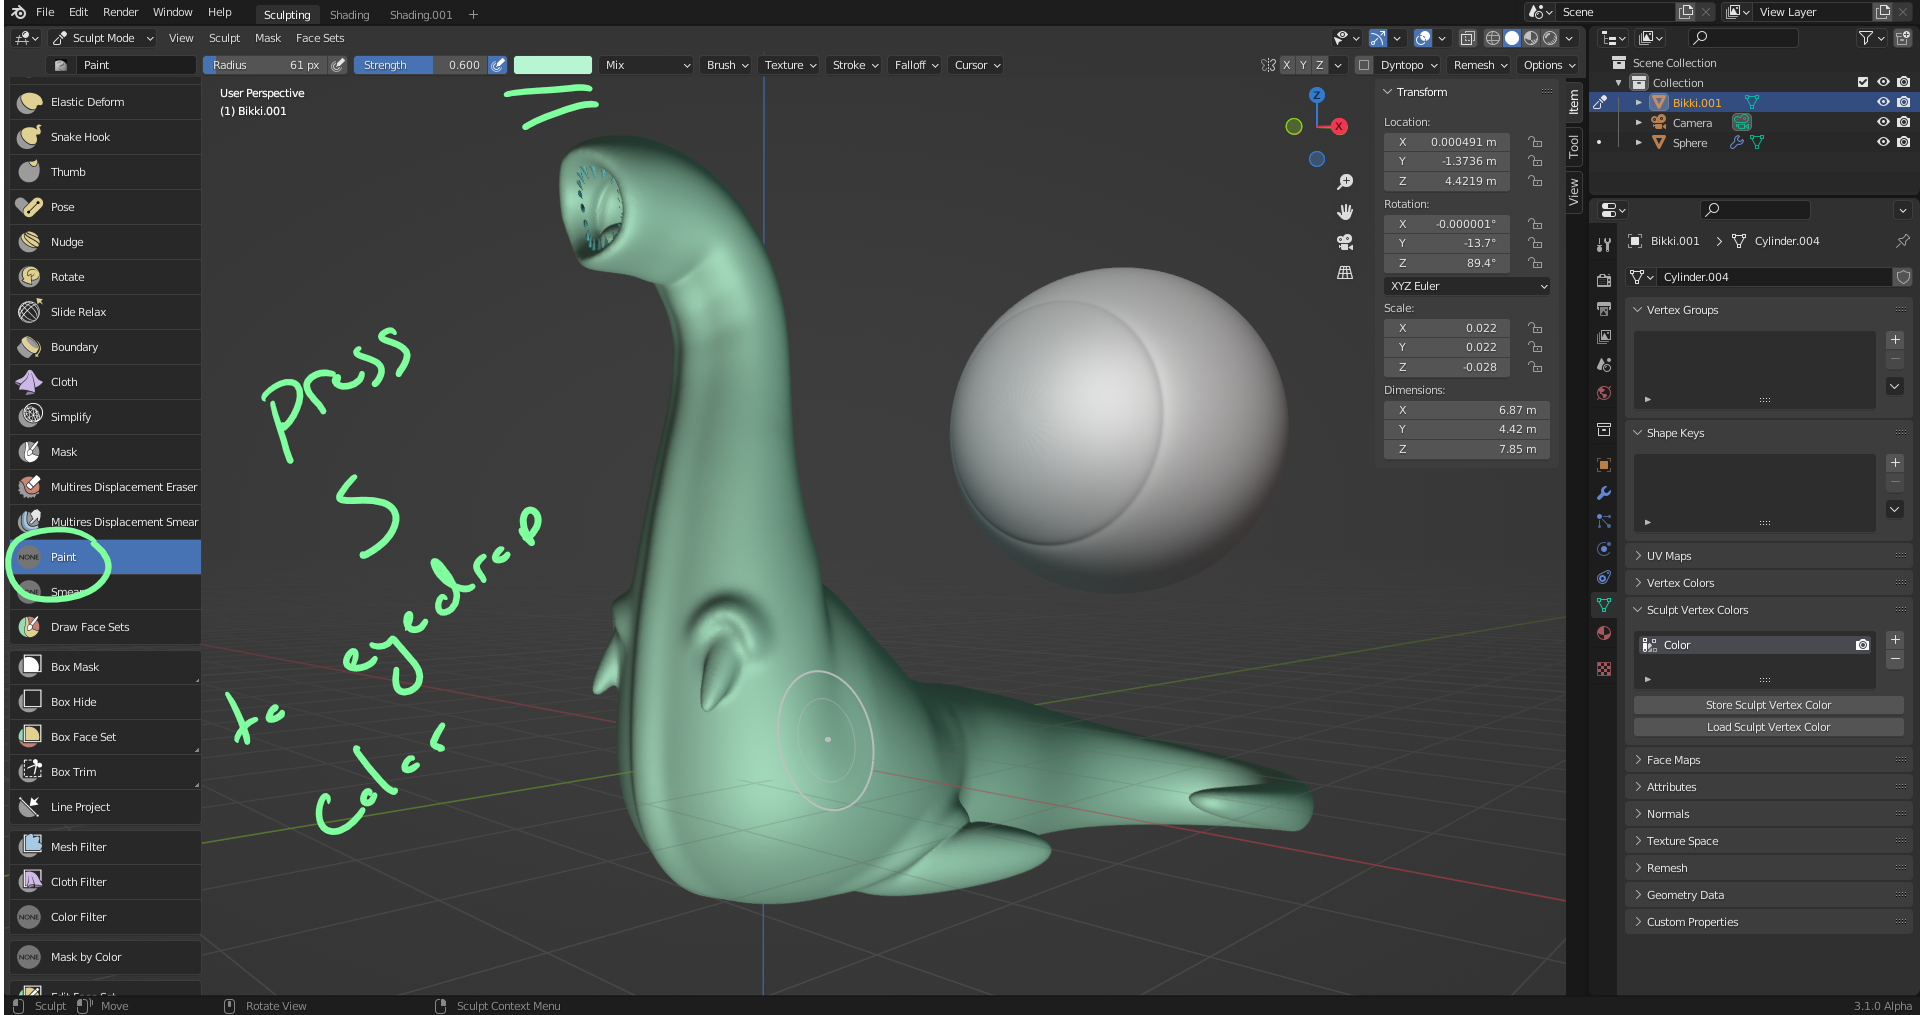 File Edit Render Window Help Sculpting Shading Shading.001 + Scene View Layer
Sculpt Mode View Sculpt Mask Face Sets
Paint Radius 61 px Strength 0.600 Mix Brush Texture Stroke Falloff Cursor X Y Z Dyntopo Remesh Options
Elastic Deform
Snake Hook
Thumb
Pose
Nudge
Rotate
Slide Relax
Boundary
Cloth
Simplify
Mask
Multires Displacement Eraser
Multires Displacement Smear
NONE Paint
Smear
Draw Face Sets
Box Mask
Box Hide
Box Face Set
Box Trim
Line Project
Mesh Filter
Cloth Filter
NONE Color Filter
NONE Mask by Color
Edit Face Set
User Perspective
(1) Bikki.001
press
S
to eyedrop
color
Z
X
Transform
Location:
X 0.000491 m
Y -1.3736 m
Z 4.4219 m
Rotation:
X -0.000001°
Y -13.7°
Z 89.4°
XYZ Euler
Scale:
X 0.022
Y 0.022
Z -0.028
Dimensions:
X 6.87 m
Y 4.42 m
Z 7.85 m
Item
Tool
View
Scene Collection
Collection
Bikki.001
Camera
Sphere
Bikki.001 Cylinder.004
Cylinder.004
Vertex Groups
Shape Keys
UV Maps
Vertex Colors
Sculpt Vertex Colors
Color
Store Sculpt Vertex Color
Load Sculpt Vertex Color
Face Maps
Attributes
Normals
Texture Space
Remesh
Geometry Data
Custom Properties
Sculpt Move Rotate View Sculpt Context Menu 3.1.0 Alpha